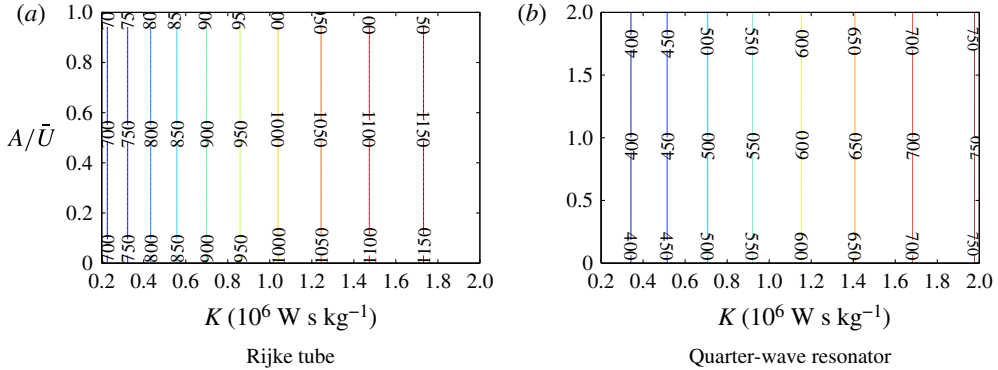 (a)
1.0
0.8
0.6
0.4
0.2
0
A/Ū
70 75 80 85 90 95 00 050 00 50
700 750 800 850 900 950 1000 1050 1100 1150
700 750 800 850 900 950 1000 1050 1100 1150
0.2 0.4 0.6 0.8 1.0 1.2 1.4 1.6 1.8 2.0
K (10⁶ W s kg⁻¹)
Rijke tube
(b)
2.0
1.5
1.0
0.5
0
400 450 500 550 600 650 700 750
400 450 500 550 600 650 700 750
400 450 500 550 600 650 700 750
0.2 0.4 0.6 0.8 1.0 1.2 1.4 1.6 1.8 2.0
K (10⁶ W s kg⁻¹)
Quarter-wave resonator